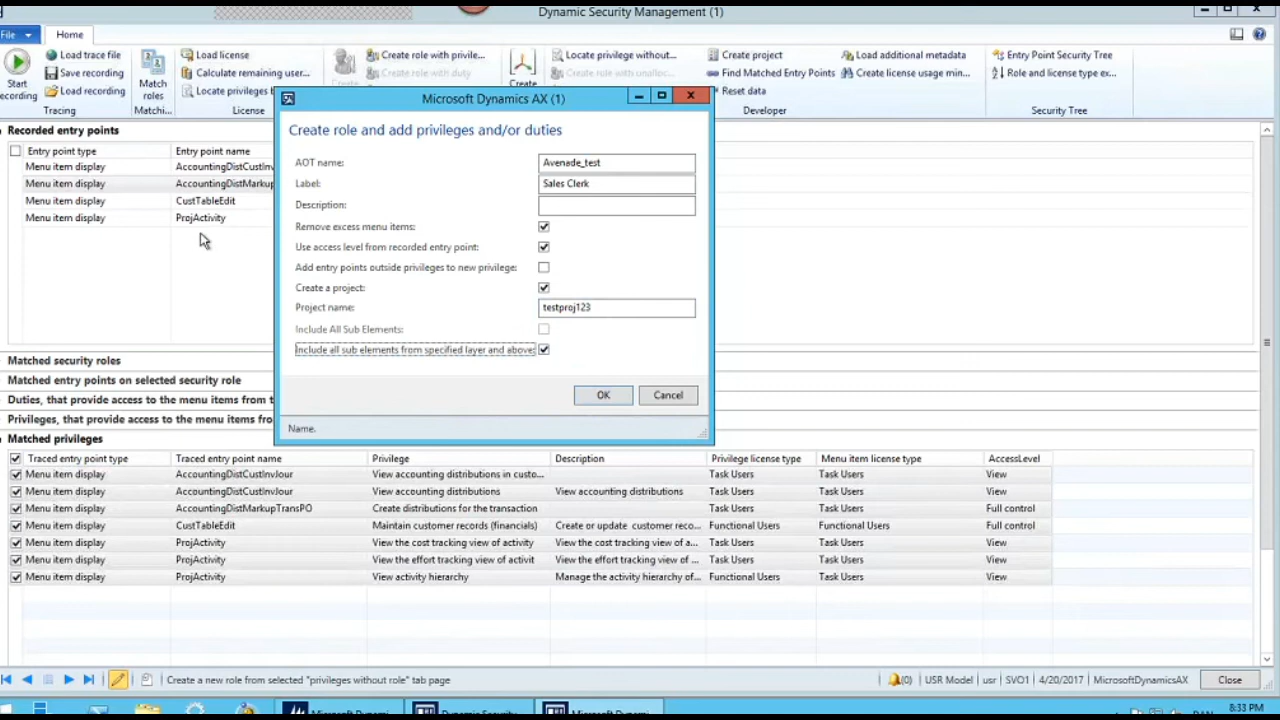 Dynamic Security Management (1)
File
Home
Load trace file
Save recording
Load recording
Start
ecording
Tracing
Match
roles
Matchi...
Load license
Calculate remaining user...
Locate privileges
License
Create role with privile...
Create role with duty
Create
Locate privilege without...
Create role with unalloc...
Create project
Find Matched Entry Points
Reset data
Load additional metadata
Create license usage min...
Developer
Entry Point Security Tree
Role and license type ex...
Security Tree
Recorded entry points
Entry point type Entry point name
Menu item display AccountingDistCustInv
Menu item display AccountingDistMarkup
Menu item display CustTableEdit
Menu item display ProjActivity
Microsoft Dynamics AX (1)
Create role and add privileges and/or duties
AOT name: Avenade_test
Label: Sales Clerk
Description:
Remove excess menu items:
Use access level from recorded entry point:
Add entry points outside privileges to new privilege:
Create a project:
Project name: testproj123
Include All Sub Elements:
Include all sub elements from specified layer and above:
OK Cancel
Name.
Matched security roles
Matched entry points on selected security role
Duties, that provide access to the menu items from t
Privileges, that provide access to the menu items fro
Matched privileges
Traced entry point type Traced entry point name Privilege Description Privilege license type Menu item license type AccessLevel
Menu item display AccountingDistCustInvJour View accounting distributions in custo... Task Users Task Users View
Menu item display AccountingDistCustInvJour View accounting distributions View accounting distributions Task Users Task Users View
Menu item display AccountingDistMarkupTransPO Create distributions for the transaction Task Users Task Users Full control
Menu item display CustTableEdit Maintain customer records (financials) Create or update customer reco... Functional Users Functional Users Full control
Menu item display ProjActivity View the cost tracking view of activity View the cost tracking view of a... Task Users Task Users View
Menu item display ProjActivity View the effort tracking view of activit View the effort tracking view of ... Task Users Task Users View
Menu item display ProjActivity View activity hierarchy Manage the activity hierarchy of... Functional Users Task Users View
Create a new role from selected "privileges without role" tab page
(0) USR Model usr SVO1 4/20/2017 MicrosoftDynamicsAX Close
8:33 PM